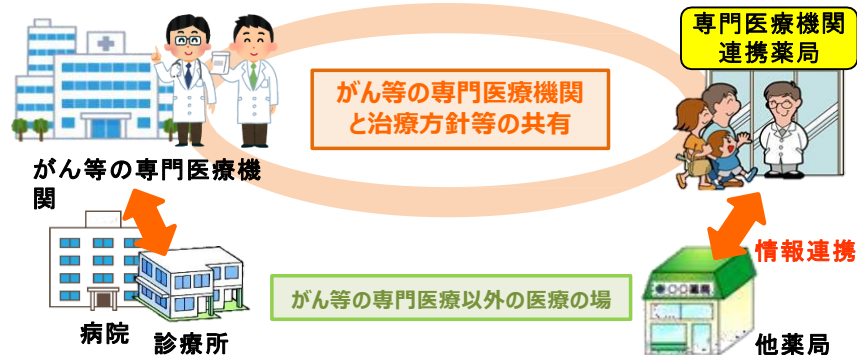 専門医療機関
連携薬局
がん等の専門医療機関
と治療方針等の共有
がん等の専門医療機
関
情報連携
○○薬局
がん等の専門医療以外の医療の場
病院
診療所
他薬局